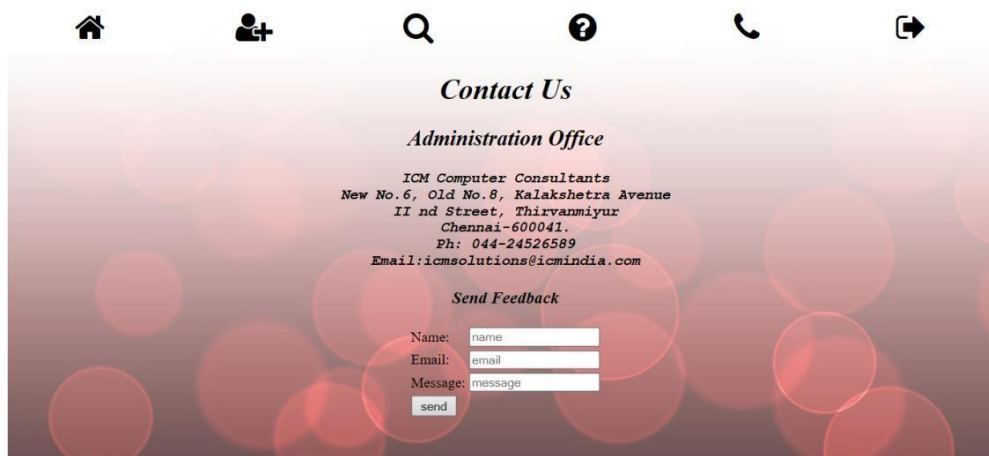 Contact Us
Administration Office
ICM Computer Consultants
New No.6, Old No.8, Kalakshetra Avenue
II nd Street, Thirvanmiyur
Chennai-600041.
Ph: 044-24526589
Email:icmsolutions@icmindia.com
Send Feedback
Name: name
Email: email
Message: message
send